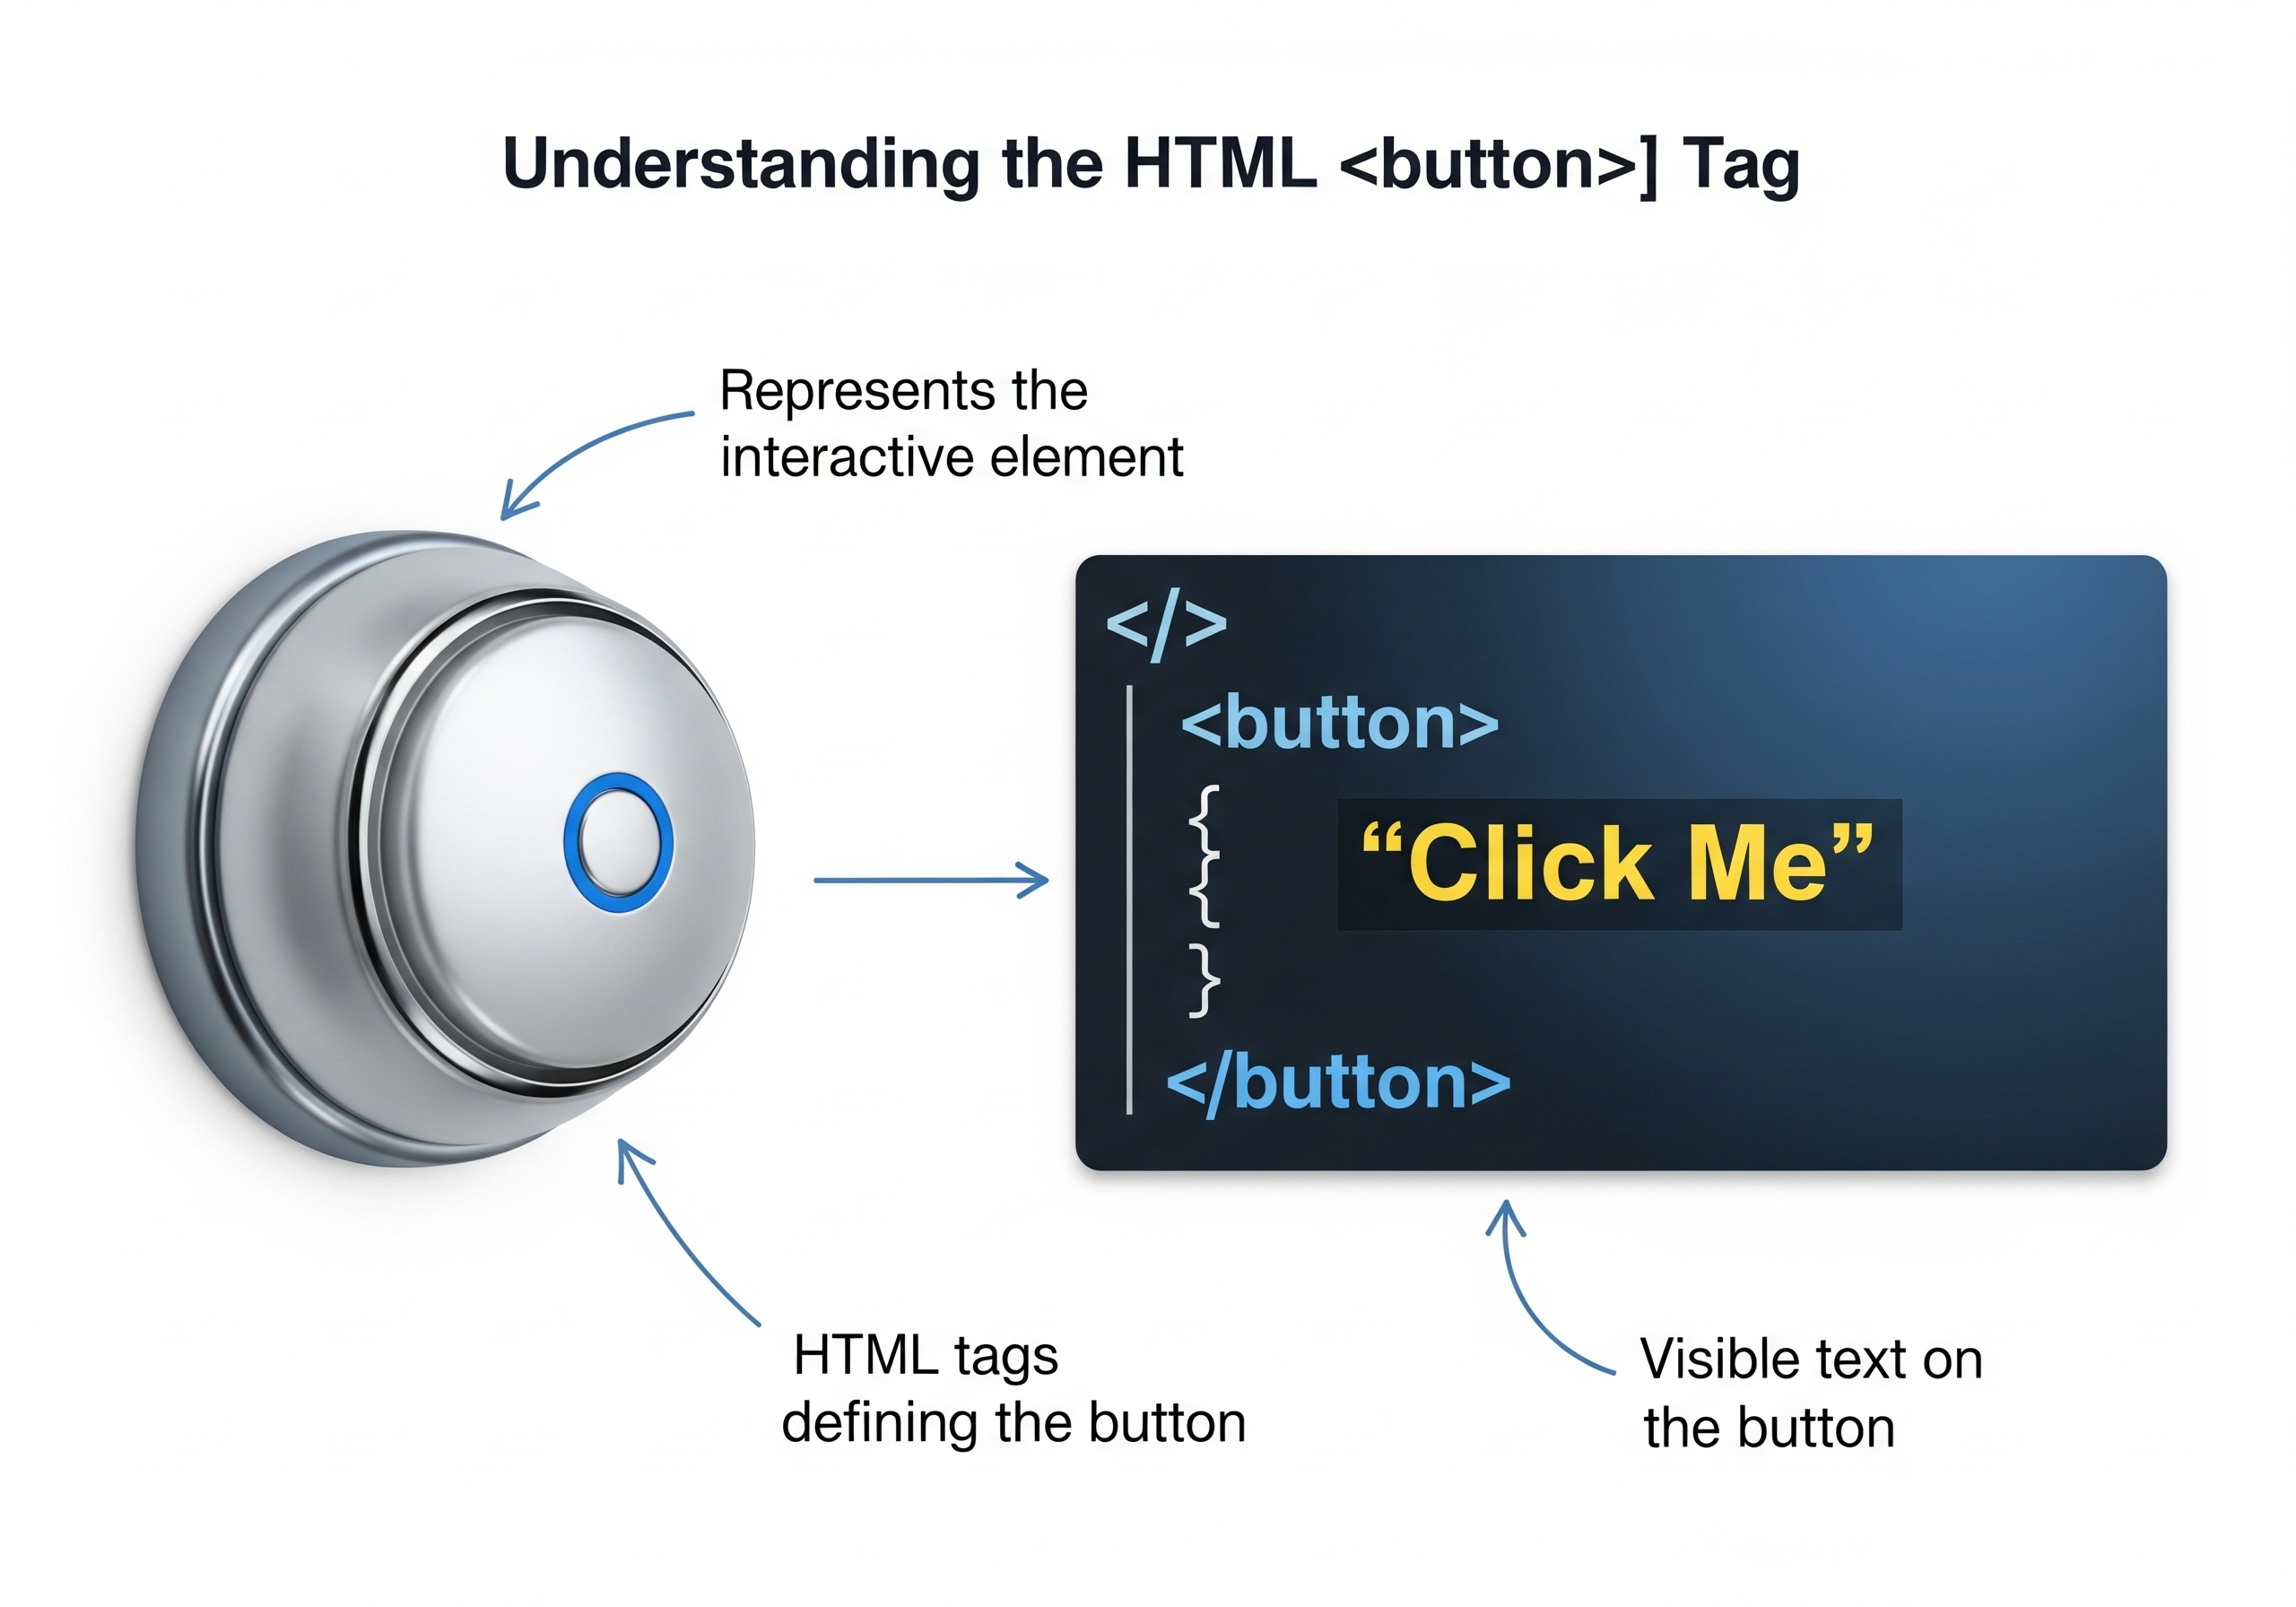 Understanding the HTML <button>] Tag
Represents the
interactive element
</>
<button>
{
“Click Me”
{
}
</button>
HTML tags
defining the button
Visible text on
the button